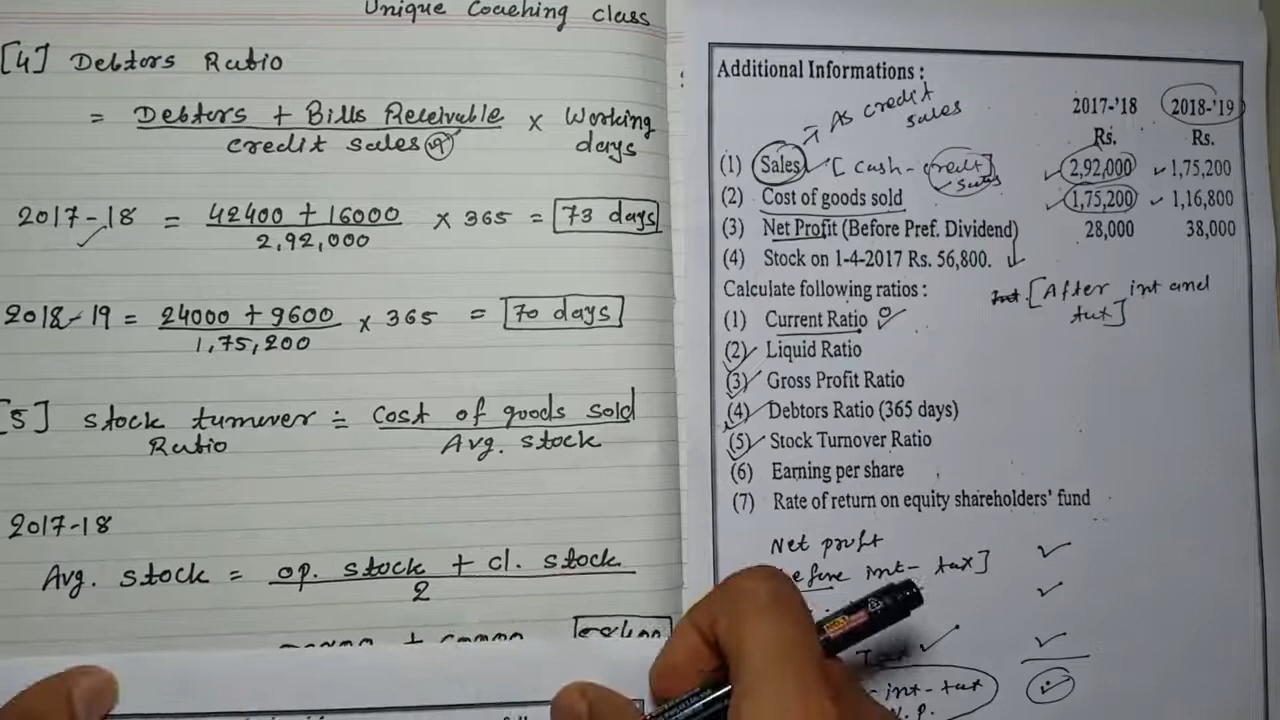 Unique Coaching Class
[4] Debtors Ratio
= Debtors + Bills Receivable / credit sales × Working days
2017-18 = 42400 + 16000 / 2,92,000 × 365 = 73 days
2018-19 = 24000 + 9600 / 1,75,200 × 365 = 70 days
[5] Stock turnover Ratio = Cost of goods sold / Avg. stock
2017-18
Avg. stock = op. stock + cl. stock / 2
Additional Informations :
As credit sales
2017-'18 2018-'19
Rs. Rs.
(1) Sales [cash-credit] sales 2,92,000 1,75,200
(2) Cost of goods sold 1,75,200 1,16,800
(3) Net Profit (Before Pref. Dividend) 28,000 38,000
(4) Stock on 1-4-2017 Rs. 56,800.
[After int and tax]
Calculate following ratios :
(1) Current Ratio
(2) Liquid Ratio
(3) Gross Profit Ratio
(4) Debtors Ratio (365 days)
(5) Stock Turnover Ratio
(6) Earning per share
(7) Rate of return on equity shareholders' fund
Net profit
int - tax]
- int - tax